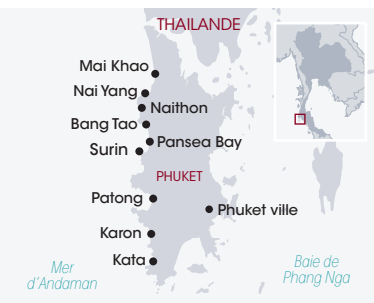 THAILANDE
Mai Khao
Nai Yang
Naithon
Bang Tao
Pansea Bay
Surin
PHUKET
Patong
Phuket ville
Karon
Kata
Mer
d'Andaman
Baie de
Phang Nga